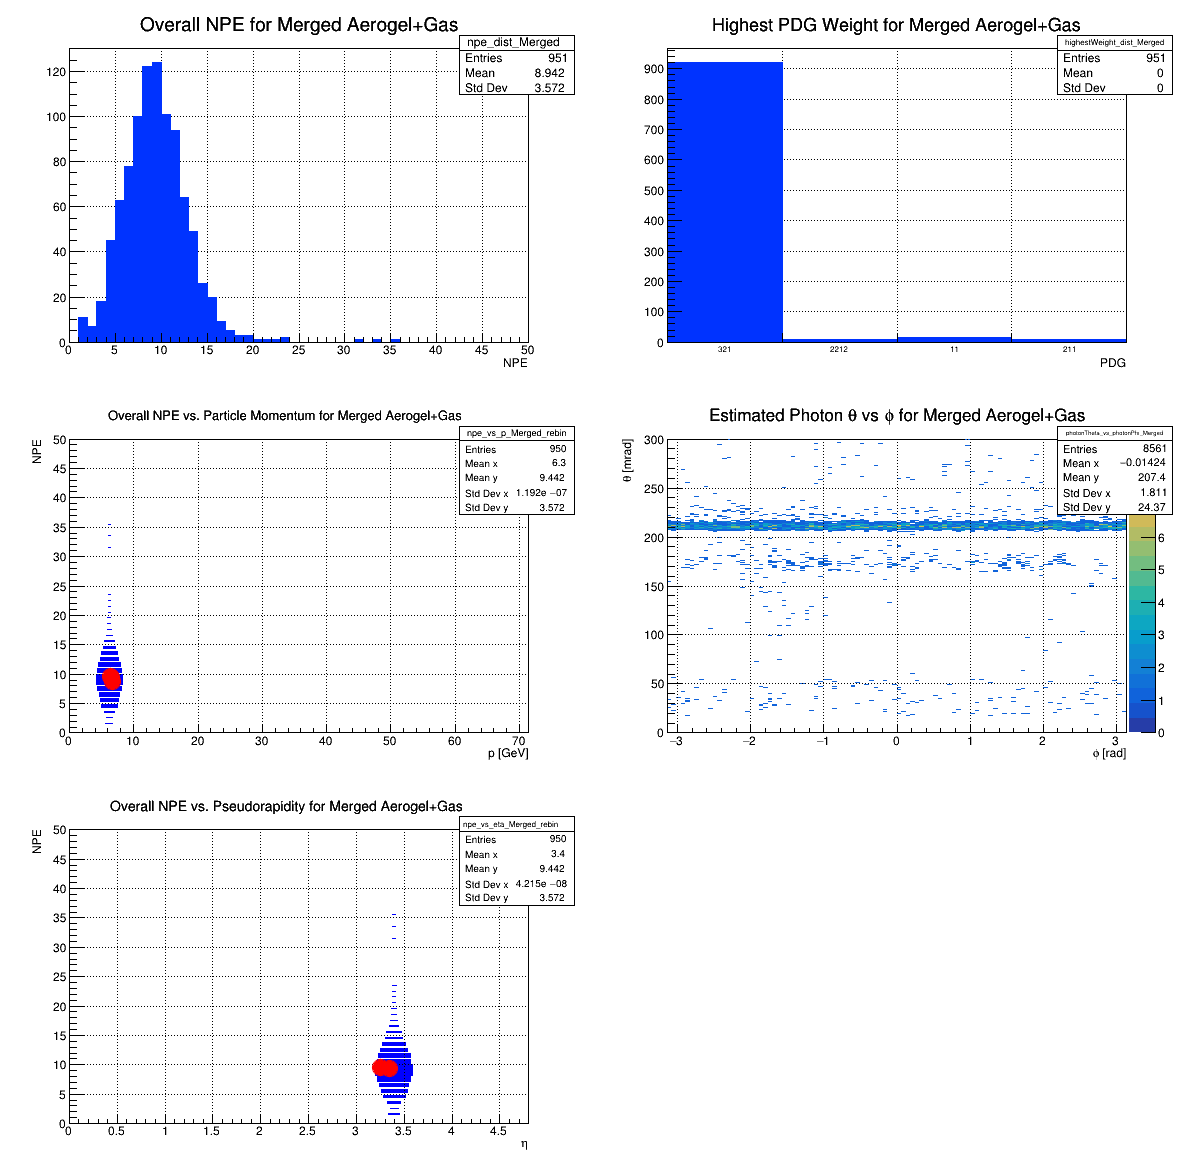 Overall NPE for Merged Aerogel+Gas
npe_dist_Merged
Entries 951
Mean 8.942
Std Dev 3.572
120
100
80
60
40
20
0
0 5 10 15 20 25 30 35 40 45 50
NPE
Highest PDG Weight for Merged Aerogel+Gas
highestWeight_dist_Merged
Entries 951
Mean 0
Std Dev 0
900
800
700
600
500
400
300
200
100
0
321 2212 11 211
PDG
Overall NPE vs. Particle Momentum for Merged Aerogel+Gas
npe_vs_p_Merged_rebin
Entries 950
Mean x 6.3
Mean y 9.442
Std Dev x 1.192e −07
Std Dev y 3.572
NPE
50
45
40
35
30
25
20
15
10
5
0
0 10 20 30 40 50 60 70
p [GeV]
Estimated Photon θ vs ϕ for Merged Aerogel+Gas
photonTheta_vs_photonPhi_Merged
Entries 8561
Mean x −0.01424
Mean y 207.4
Std Dev x 1.811
Std Dev y 24.37
θ [mrad]
300
250
200
150
100
50
0
−3 −2 −1 0 1 2 3
ϕ [rad]
6
5
4
3
2
1
0
Overall NPE vs. Pseudorapidity for Merged Aerogel+Gas
npe_vs_eta_Merged_rebin
Entries 950
Mean x 3.4
Mean y 9.442
Std Dev x 4.215e −08
Std Dev y 3.572
NPE
50
45
40
35
30
25
20
15
10
5
0
0 0.5 1 1.5 2 2.5 3 3.5 4 4.5
η